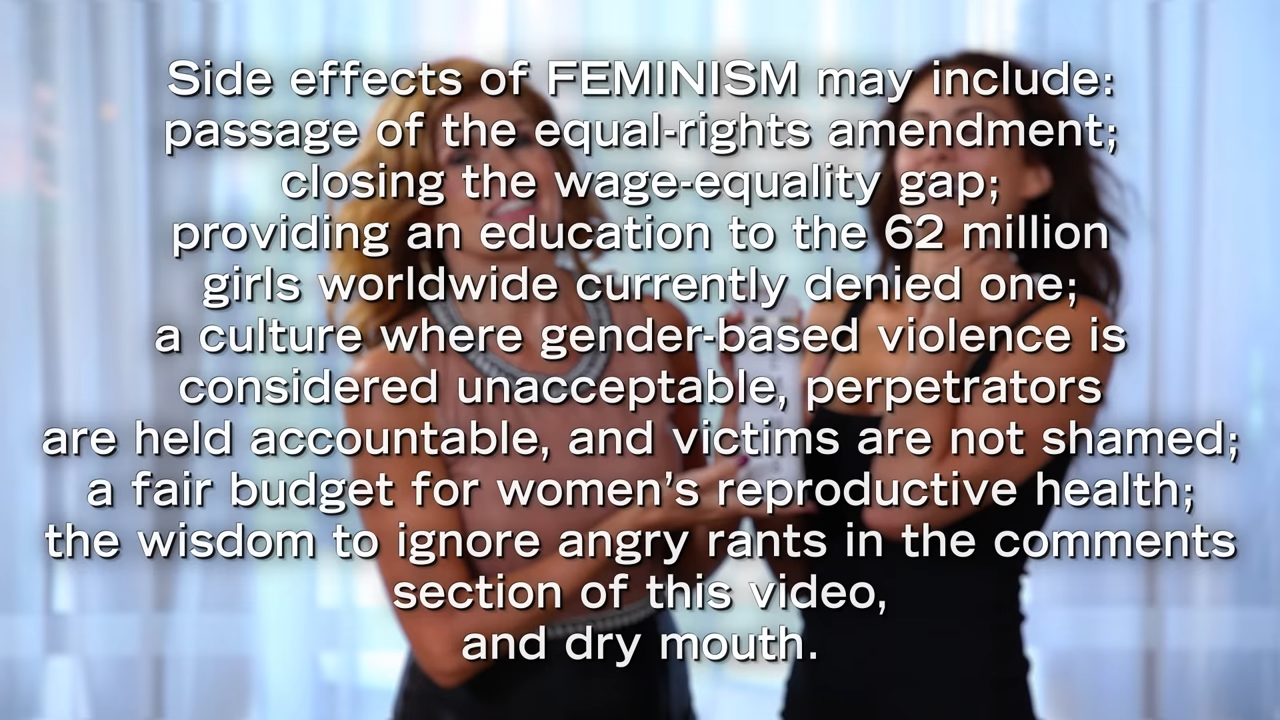 Side effects of FEMINISM may include:
passage of the equal-rights amendment;
closing the wage-equality gap;
providing an education to the 62 million
girls worldwide currently denied one;
a culture where gender-based violence is
considered unacceptable, perpetrators
are held accountable, and victims are not shamed;
a fair budget for women's reproductive health;
the wisdom to ignore angry rants in the comments
section of this video,
and dry mouth.